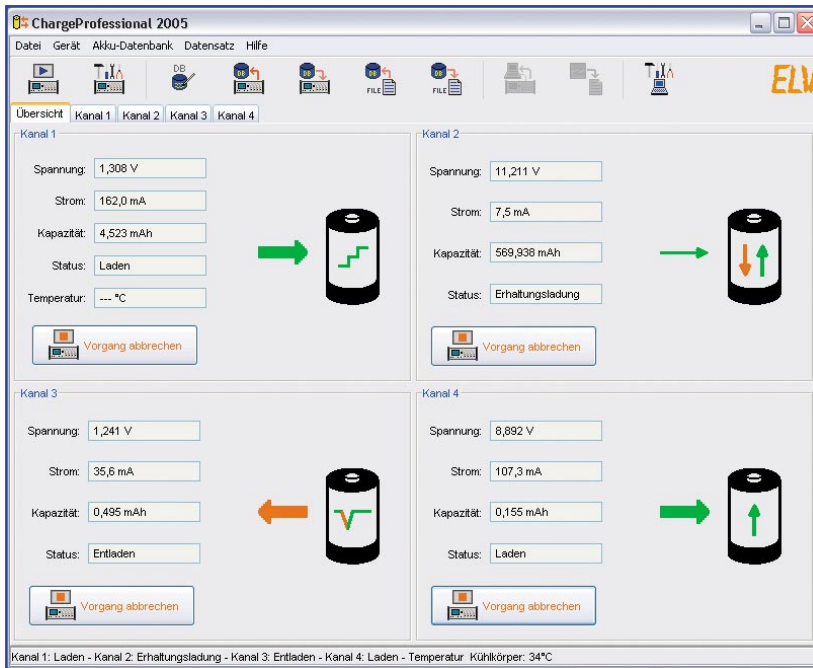 ChargeProfessional 2005
Datei Gerät Akku-Datenbank Datensatz Hilfe
DB DB DB DB DB
FILE FILE
ELV
Übersicht Kanal 1 Kanal 2 Kanal 3 Kanal 4
Kanal 1
Spannung: 1,308 V
Strom: 162,0 mA
Kapazität: 4,523 mAh
Status: Laden
Temperatur: --- °C
Vorgang abbrechen
Kanal 2
Spannung: 11,211 V
Strom: 7,5 mA
Kapazität: 569,938 mAh
Status: Erhaltungsladung
Vorgang abbrechen
Kanal 3
Spannung: 1,241 V
Strom: 35,6 mA
Kapazität: 0,495 mAh
Status: Entladen
Vorgang abbrechen
Kanal 4
Spannung: 8,892 V
Strom: 107,3 mA
Kapazität: 0,155 mAh
Status: Laden
Vorgang abbrechen
Kanal 1: Laden - Kanal 2: Erhaltungsladung - Kanal 3: Entladen - Kanal 4: Laden - Temperatur Kühlkörper: 34°C